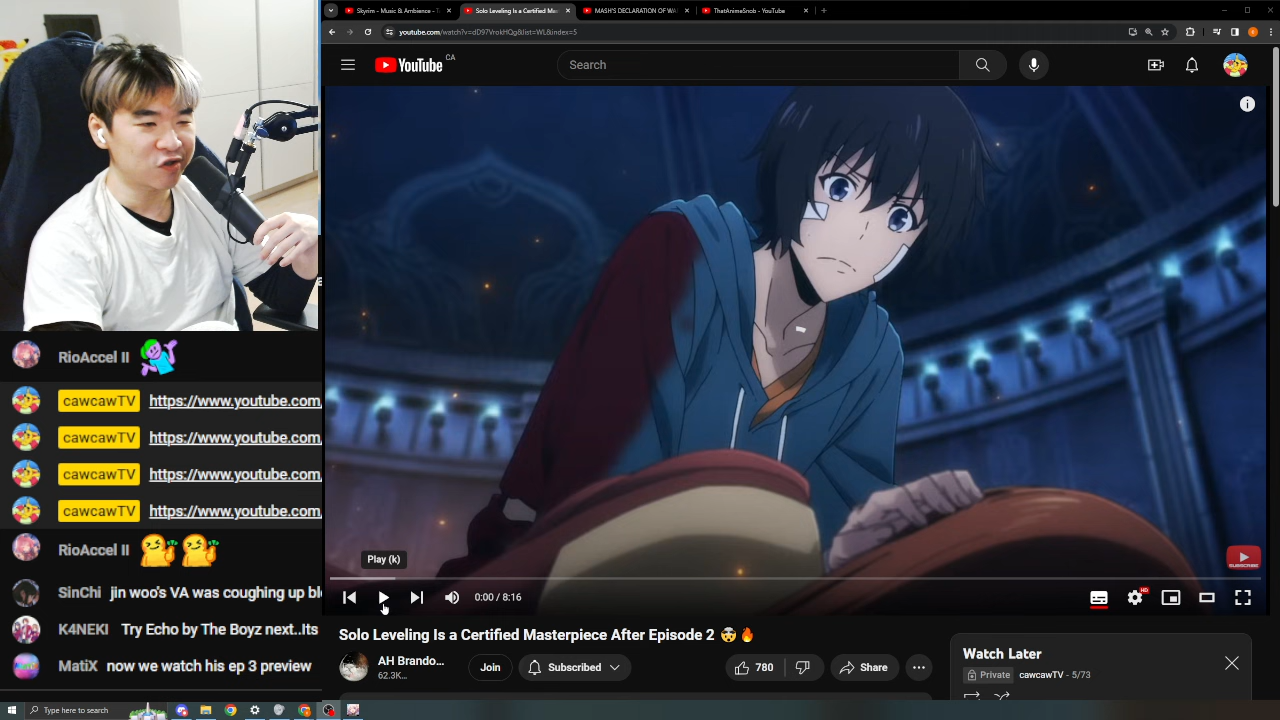 Skyrim - Music & Ambience - T
Solo Leveling Is a Certified Mas
MASH'S DECLARATION OF WA
ThatAnimeSnob - YouTube
youtube.com/watch?v=dD97VrokHQg&list=WL&index=5
YouTube CA
Search
RioAccel II
cawcawTV https://www.youtube.com/
cawcawTV https://www.youtube.com/
cawcawTV https://www.youtube.com/
cawcawTV https://www.youtube.com/
RioAccel II
SinChi jin woo's VA was coughing up bl
K4NEKI Try Echo by The Boyz next..Its
MatiX now we watch his ep 3 preview
Play (k)
SUBSCRIBE
0:00 / 8:16
HD
Solo Leveling Is a Certified Masterpiece After Episode 2 🤯🔥
AH Brando...
62.3K...
Join
Subscribed
780
Share
Watch Later
Private cawcawTV - 5/73
Type here to search